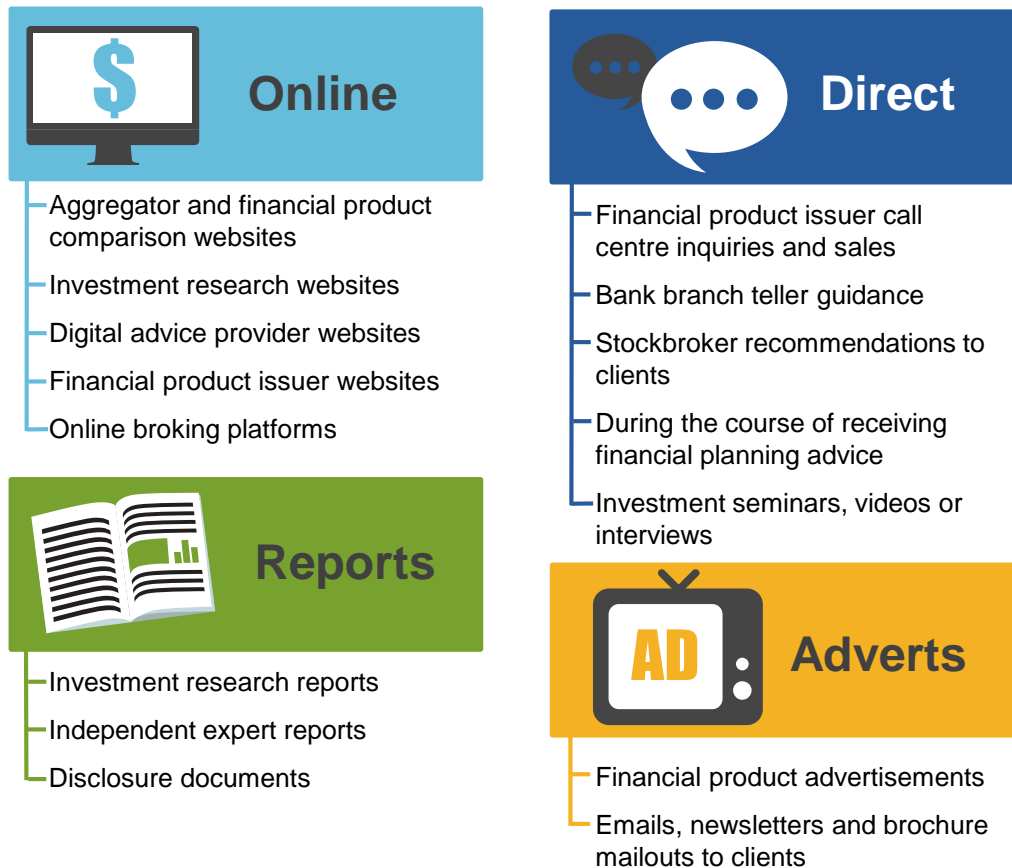 $
Online
Aggregator and financial product
comparison websites
Investment research websites
Digital advice provider websites
Financial product issuer websites
Online broking platforms
Reports
Investment research reports
Independent expert reports
Disclosure documents
Direct
Financial product issuer call
centre inquiries and sales
Bank branch teller guidance
Stockbroker recommendations to
clients
During the course of receiving
financial planning advice
Investment seminars, videos or
interviews
AD
Adverts
Financial product advertisements
Emails, newsletters and brochure
mailouts to clients